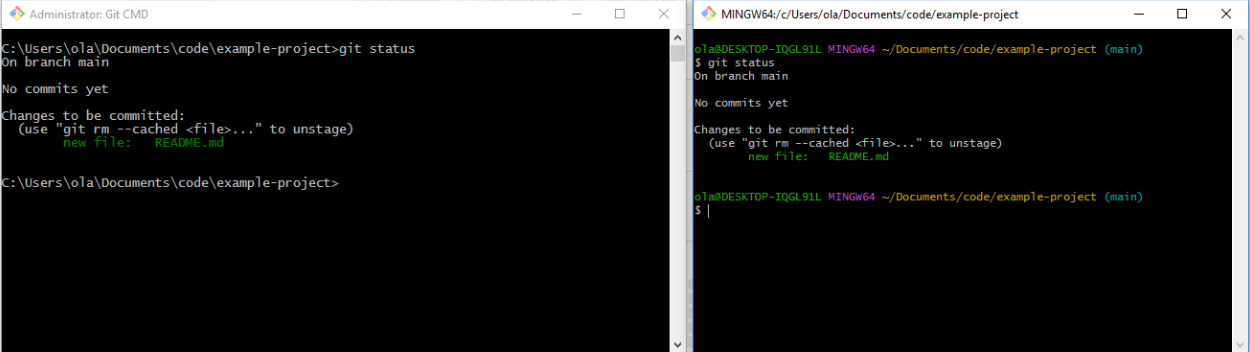 Administrator: Git CMD
C:\Users\ola\Documents\code\example-project>git status
On branch main
No commits yet
Changes to be committed:
  (use "git rm --cached <file>..." to unstage)
        new file:   README.md
C:\Users\ola\Documents\code\example-project>
MINGW64:/c/Users/ola/Documents/code/example-project
ola@DESKTOP-IQGL91L MINGW64 ~/Documents/code/example-project (main)
$ git status
On branch main
No commits yet
Changes to be committed:
  (use "git rm --cached <file>..." to unstage)
        new file:   README.md
ola@DESKTOP-IQGL91L MINGW64 ~/Documents/code/example-project (main)
$